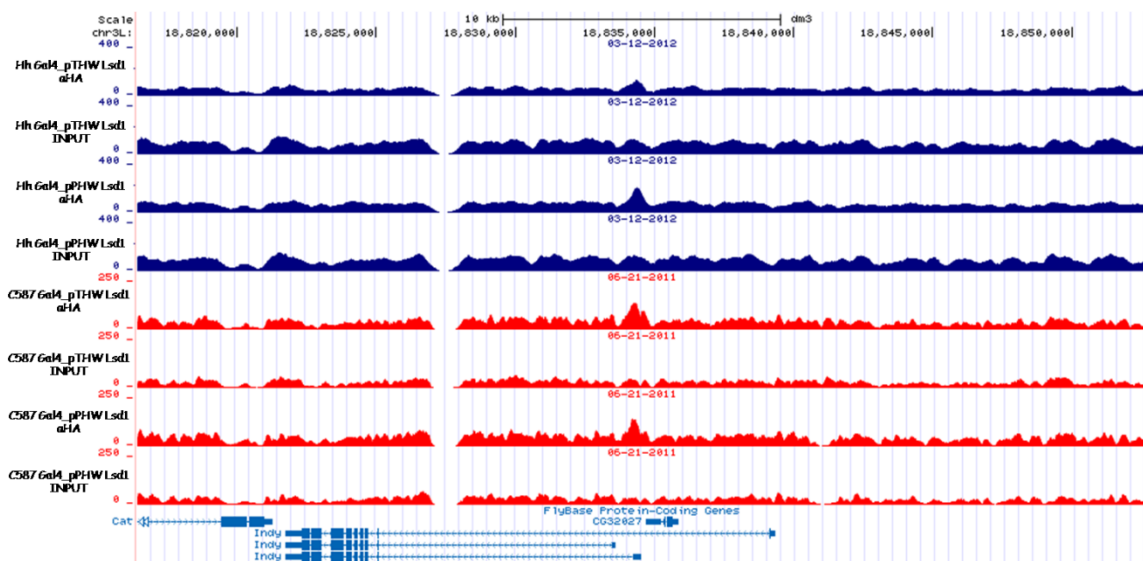 Scale 10 kb dm3
chr3L: 18,820,000 18,825,000 18,830,000 18,835,000 18,840,000 18,845,000 18,850,000
400 _ 03-12-2012
Hh Gal4_pTHW Lsd1
αHA
0 _
400 _ 03-12-2012
Hh Gal4_pTHW Lsd1
INPUT
0 _
400 _ 03-12-2012
Hh Gal4_pPHW Lsd1
αHA
0 _
400 _ 03-12-2012
Hh Gal4_pPHW Lsd1
INPUT
0 _
250 _ 06-21-2011
C587 Gal4_pTHW Lsd1
αHA
0 _
250 _ 06-21-2011
C587 Gal4_pTHW Lsd1
INPUT
0 _
250 _ 06-21-2011
C587 Gal4_pPHW Lsd1
αHA
0 _
250 _ 06-21-2011
C587 Gal4_pPHW Lsd1
INPUT
0 _
FlyBase Protein-Coding Genes
Cat CG32027
Indy
Indy
Indy